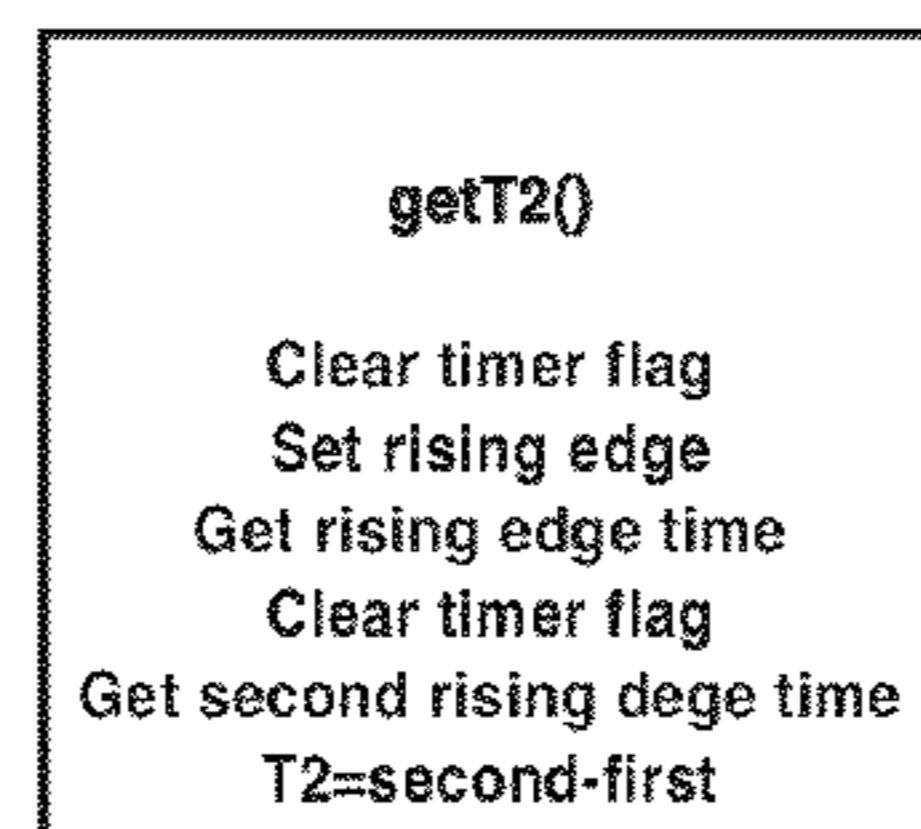 getT2()
Clear timer flag
Set rising edge
Get rising edge time
Clear timer flag
Get second rising dege time
T2=second-first